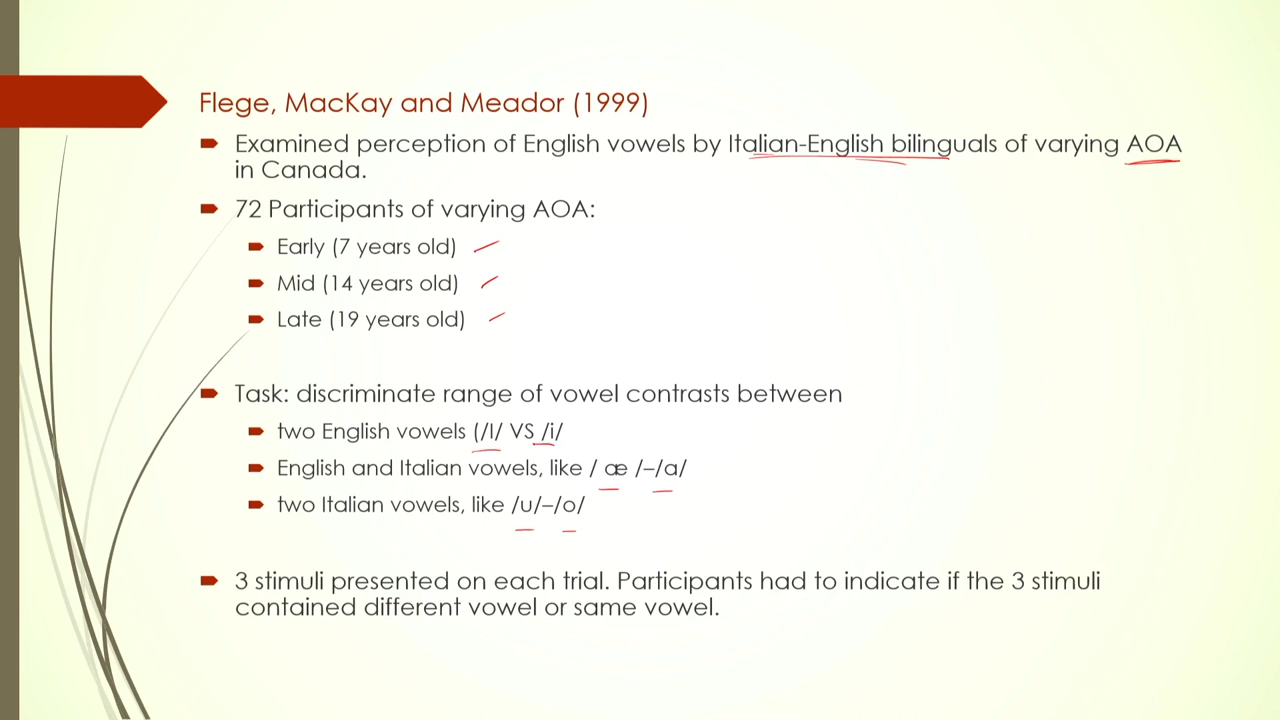 Flege, MacKay and Meador (1999)
Examined perception of English vowels by Italian-English bilinguals of varying AOA
in Canada.
72 Participants of varying AOA:
Early (7 years old)
Mid (14 years old)
Late (19 years old)
Task: discriminate range of vowel contrasts between
two English vowels (/I/ VS /i/
English and Italian vowels, like / æ /–/a/
two Italian vowels, like /u/–/o/
3 stimuli presented on each trial. Participants had to indicate if the 3 stimuli
contained different vowel or same vowel.